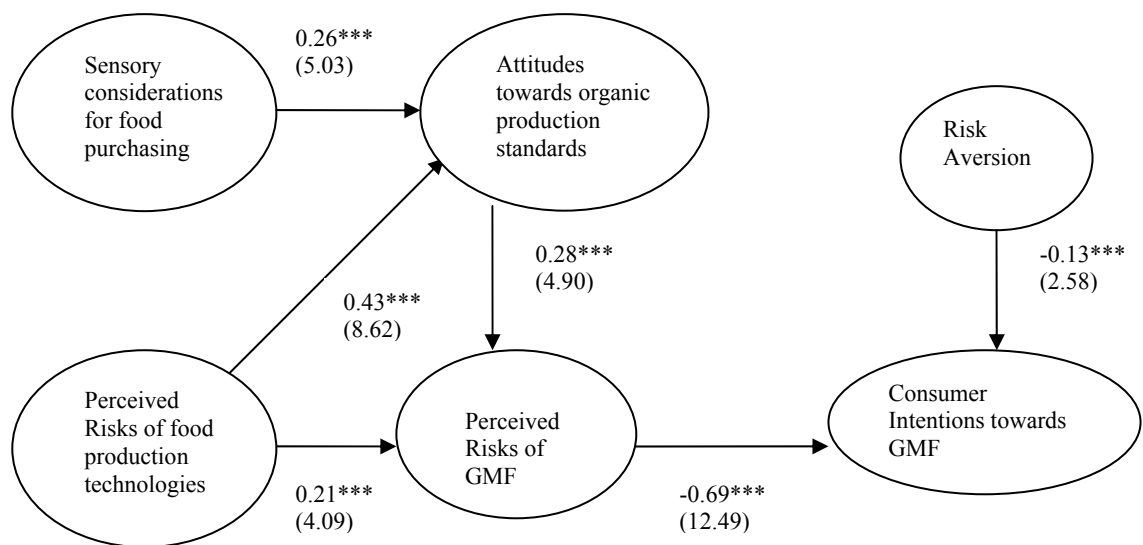 0.26***
(5.03)
Sensory
considerations
for food
purchasing
Attitudes
towards organic
production
standards
Risk
Aversion
0.28***
(4.90)
-0.13***
(2.58)
0.43***
(8.62)
Perceived
Risks of food
production
technologies
Perceived
Risks of
GMF
Consumer
Intentions towards
GMF
0.21***
(4.09)
-0.69***
(12.49)